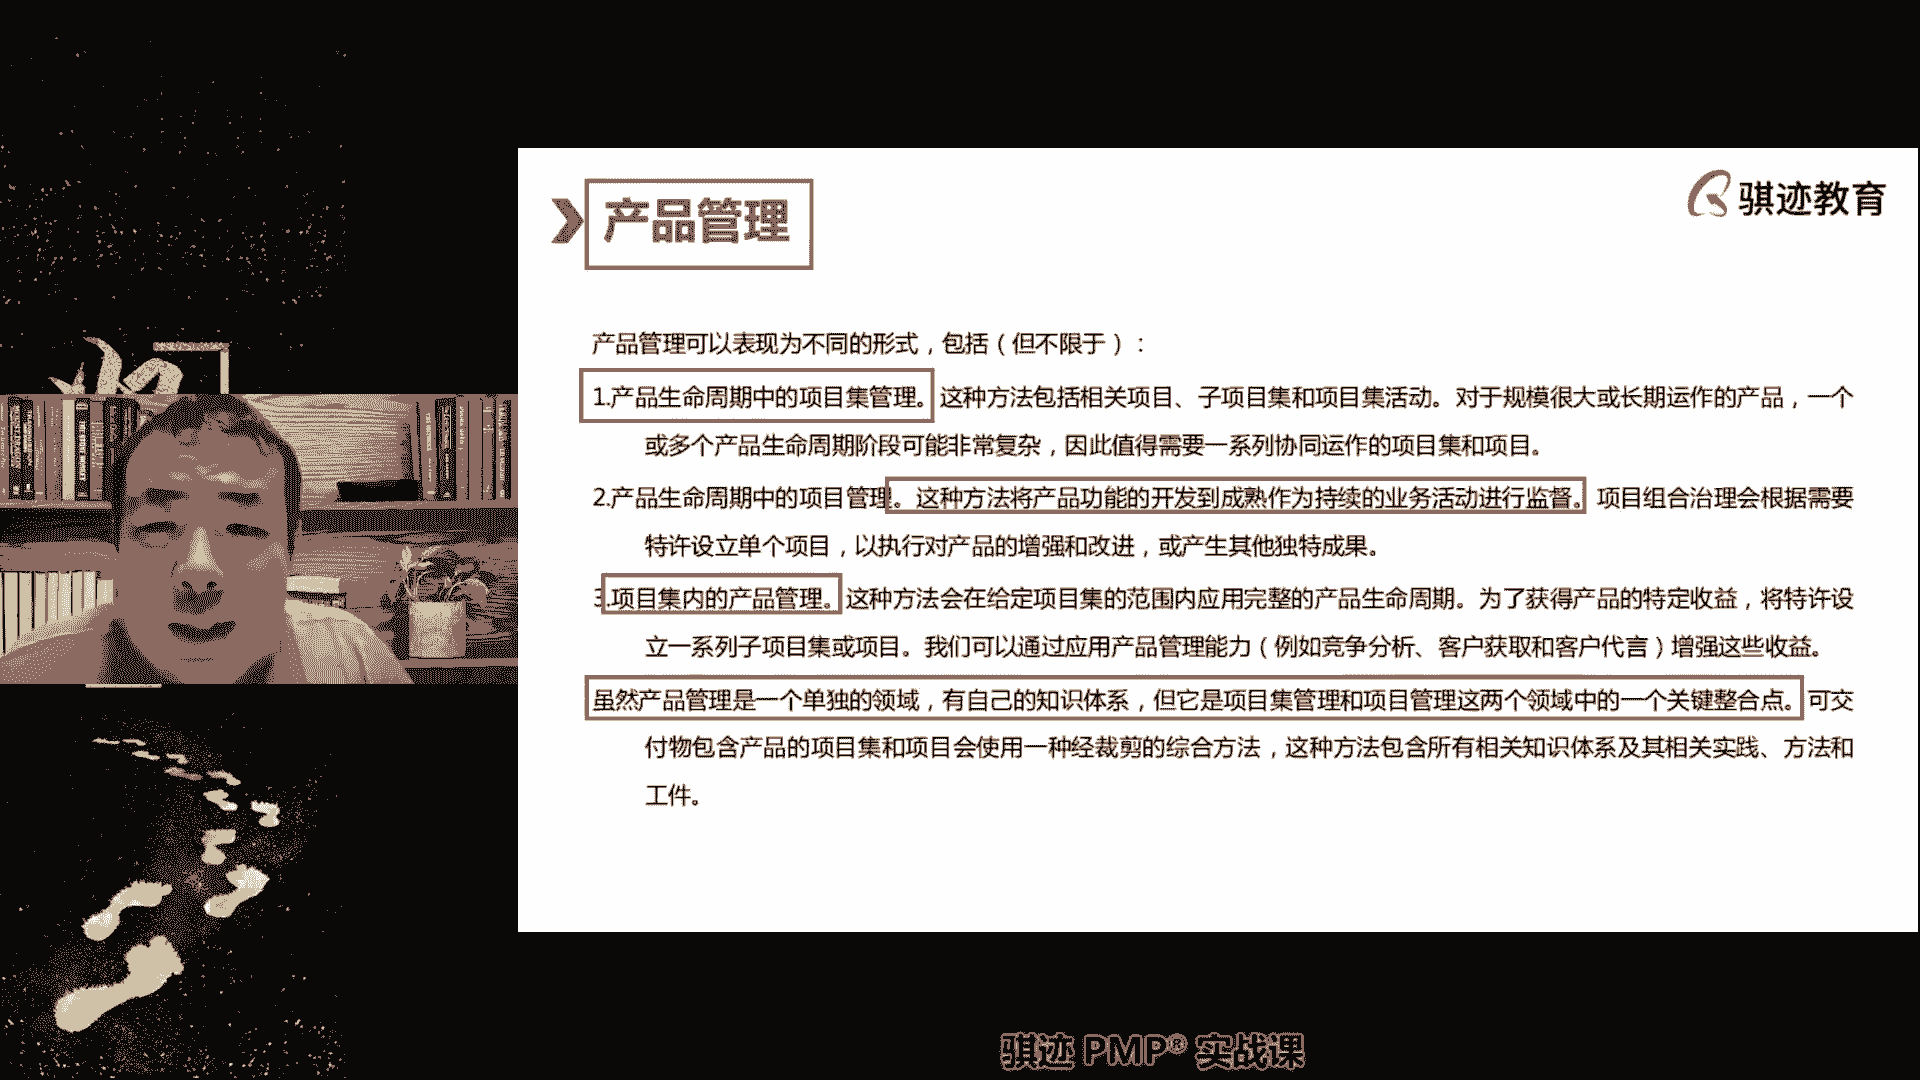 产品管理
骐迹教育
产品管理可以表现为不同的形式，包括（但不限于）：
1.产品生命周期中的项目集管理。这种方法包括相关项目、子项目集和项目集活动。对于规模很大或长期运作的产品，一个
或多个产品生命周期阶段可能非常复杂，因此值得需要一系列协同运作的项目集和项目。
2.产品生命周期中的项目管理。这种方法将产品功能的开发到成熟作为持续的业务活动进行监督。项目组合治理会根据需要
特许设立单个项目，以执行对产品的增强和改进，或产生其他独特成果。
3.项目集内的产品管理。这种方法会在给定项目集的范围内应用完整的产品生命周期。为了获得产品的特定收益，将特许设
立一系列子项目集或项目。我们可以通过应用产品管理能力（例如竞争分析、客户获取和客户代言）增强这些收益。
虽然产品管理是一个单独的领域，有自己的知识体系，但它是项目集管理和项目管理这两个领域中的一个关键整合点。可交
付物包含产品的项目集和项目会使用一种经裁剪的综合方法，这种方法包含所有相关知识体系及其相关实践、方法和
工件。
骐迹 PMP® 实战课